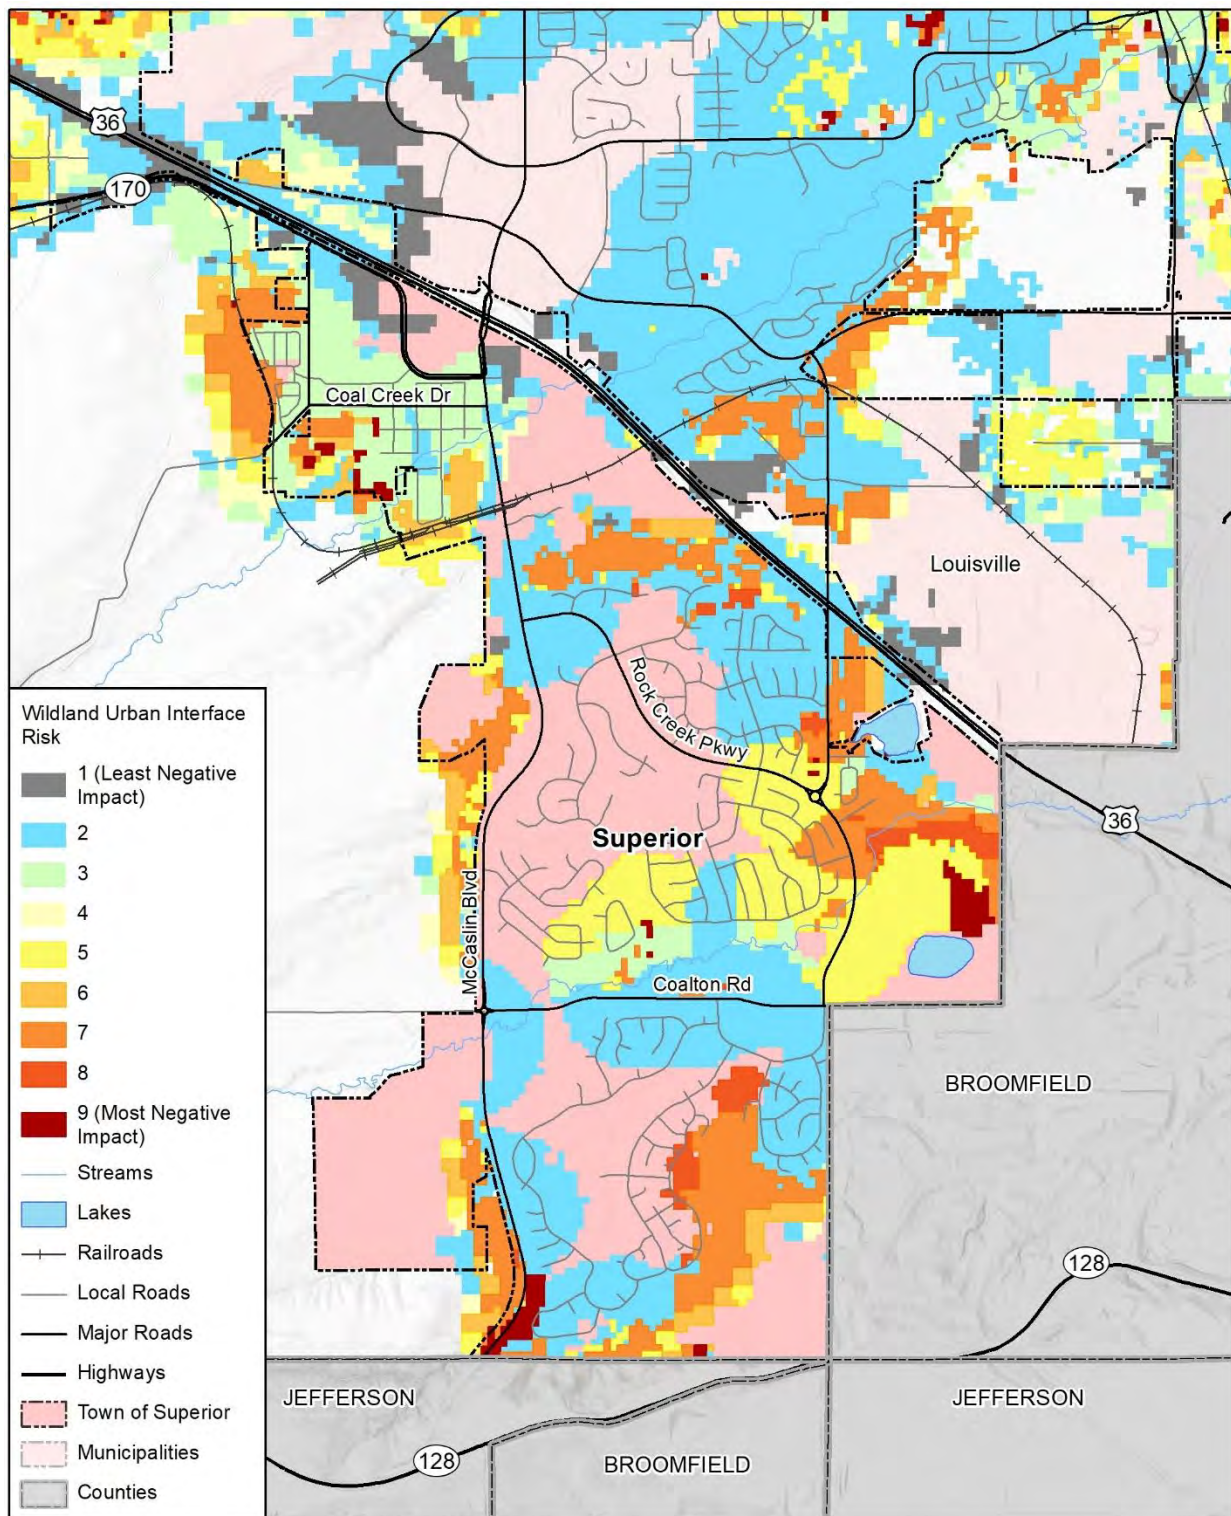 36
170
Coal Creek Dr
Louisville
Rock Creek Pkwy
Superior
36
McCaslin Blvd
Coalton Rd
BROOMFIELD
128
JEFFERSON
JEFFERSON
128
BROOMFIELD
Wildland Urban Interface
Risk
1 (Least Negative
Impact)
2
3
4
5
6
7
8
9 (Most Negative
Impact)
Streams
Lakes
Railroads
Local Roads
Major Roads
Highways
Town of Superior
Municipalities
Counties